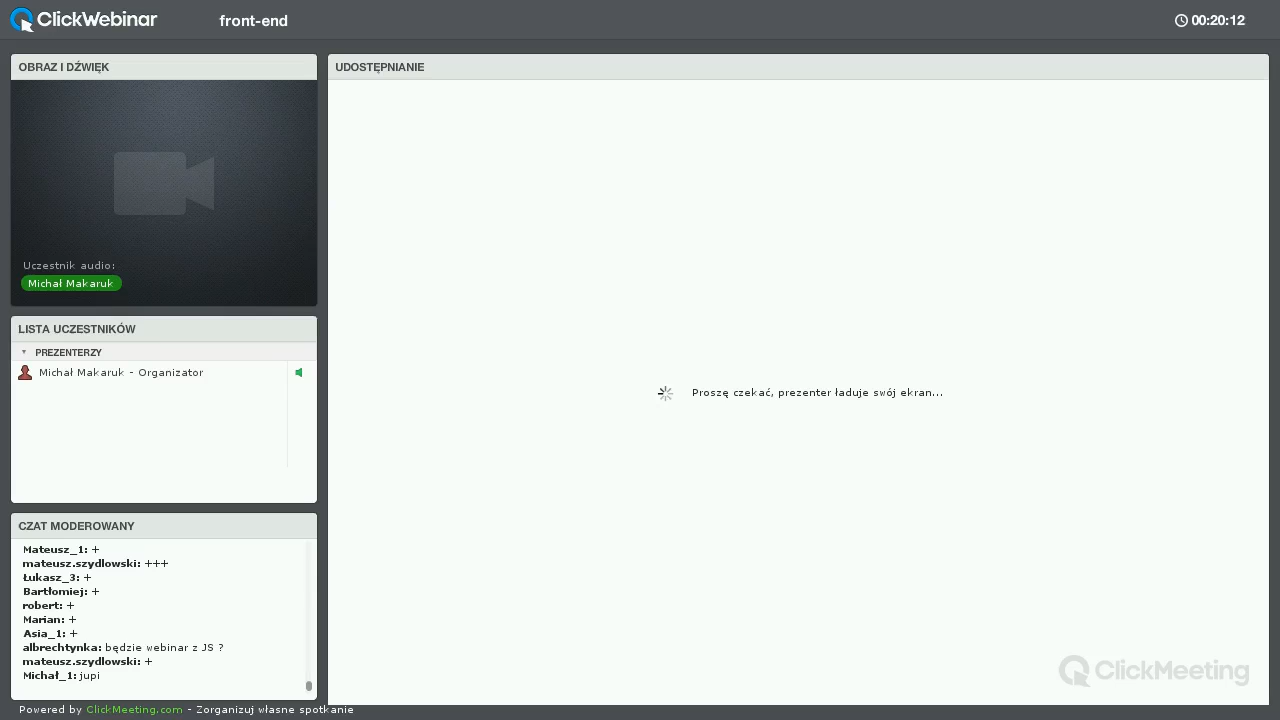 ClickWebinar front-end 00:20:12
OBRAZ I DŹWIĘK
Uczestnik audio:
Michał Makaruk
LISTA UCZESTNIKÓW
PREZENTERZY
Michał Makaruk - Organizator
CZAT MODEROWANY
Mateusz_1: +
mateusz.szydlowski: +++
Łukasz_3: +
Bartłomiej: +
robert: +
Marian: +
Asia_1: +
albrechtynka: będzie webinar z JS ?
mateusz.szydlowski: +
Michał_1: jupi
UDOSTĘPNIANIE
Proszę czekać, prezenter ładuje swój ekran...
ClickMeeting
Powered by ClickMeeting.com - Zorganizuj własne spotkanie